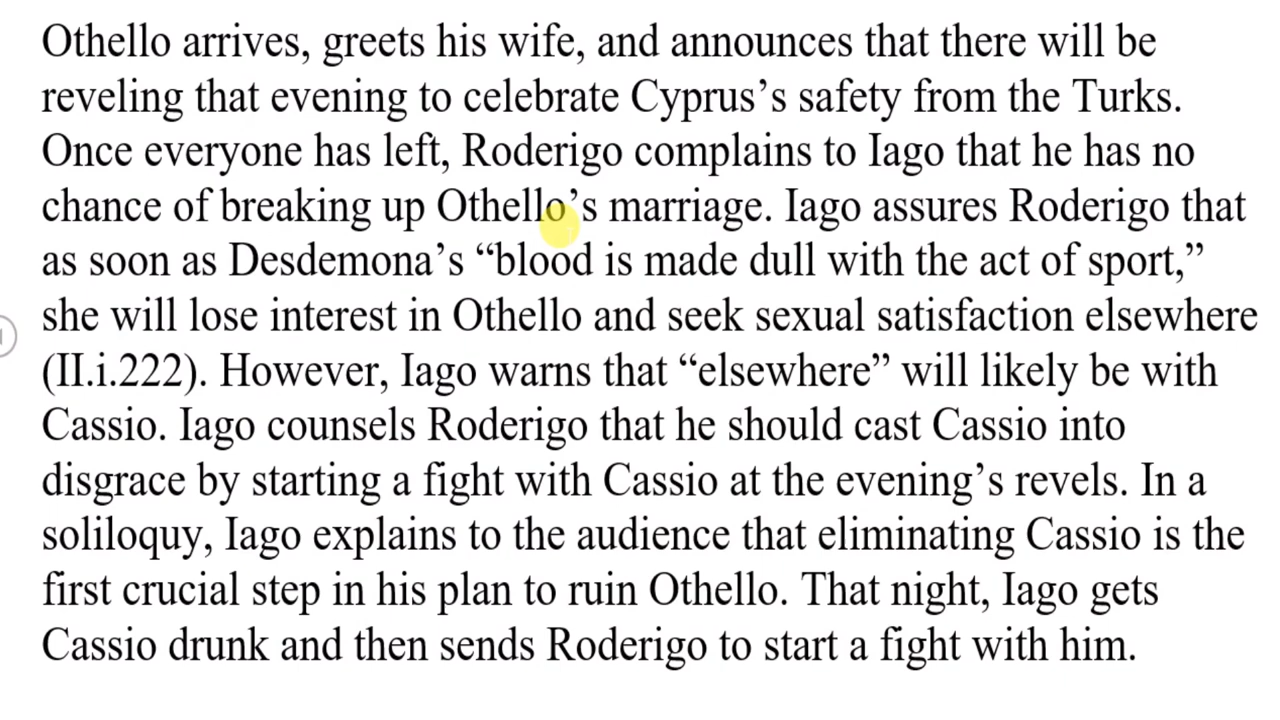 Othello arrives, greets his wife, and announces that there will be
reveling that evening to celebrate Cyprus’s safety from the Turks.
Once everyone has left, Roderigo complains to Iago that he has no
chance of breaking up Othello’s marriage. Iago assures Roderigo that
as soon as Desdemona’s “blood is made dull with the act of sport,”
she will lose interest in Othello and seek sexual satisfaction elsewhere
(II.i.222). However, Iago warns that “elsewhere” will likely be with
Cassio. Iago counsels Roderigo that he should cast Cassio into
disgrace by starting a fight with Cassio at the evening’s revels. In a
soliloquy, Iago explains to the audience that eliminating Cassio is the
first crucial step in his plan to ruin Othello. That night, Iago gets
Cassio drunk and then sends Roderigo to start a fight with him.